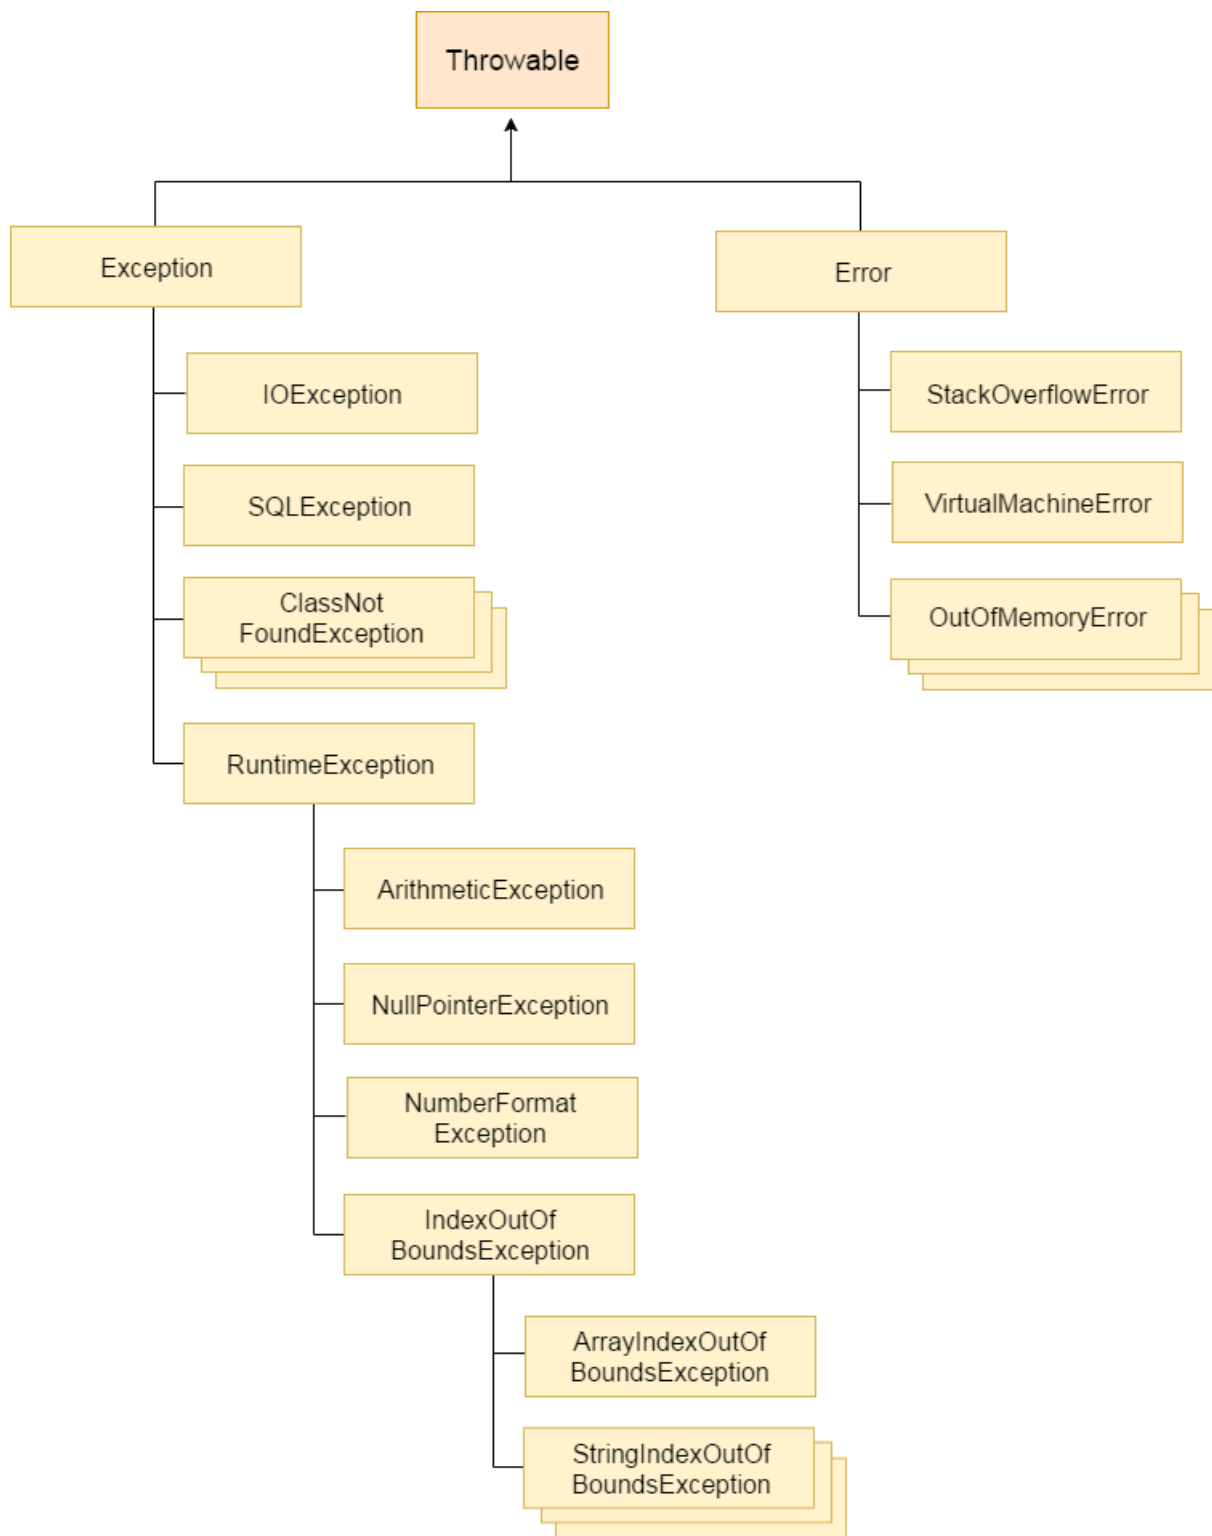 Throwable
Exception
Error
IOException
StackOverflowError
SQLException
VirtualMachineError
ClassNot
FoundException
OutOfMemoryError
RuntimeException
ArithmeticException
NullPointerException
NumberFormat
Exception
IndexOutOf
BoundsException
ArrayIndexOutOf
BoundsException
StringIndexOutOf
BoundsException